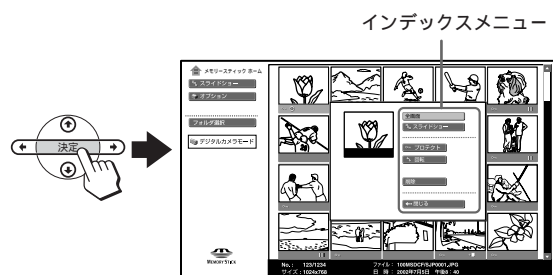 インデックスメニュー
メモリースティック ホーム
スライドショー
オプション
フォルダ選択
デジタルカメラモード
決定
全画面
スライドショー
プロテクト
回転
削除
閉じる
MEMORY STICK
No.: 123/1234 ファイル: 100MSDCF/SJP0001.JPG
サイズ: 1024x768 日 時: 2002年7月5日 午後6:40